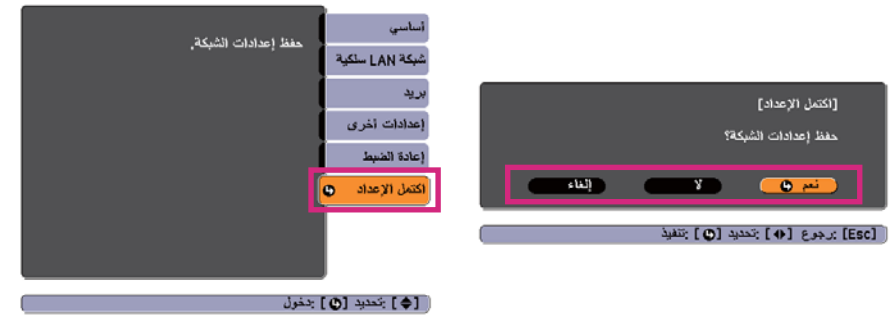 أساسي
شبكة LAN سلكية
بريد
إعدادات أخرى
إعادة الضبط
اكتمل الإعداد
حفظ إعدادات الشبكة.
[ ] :تحديد [ ] :دخول
[اكتمل الإعداد]
حفظ إعدادات الشبكة؟
نعم لا إلغاء
[Esc] :رجوع [ ] :تحديد [ ] :تنفيذ